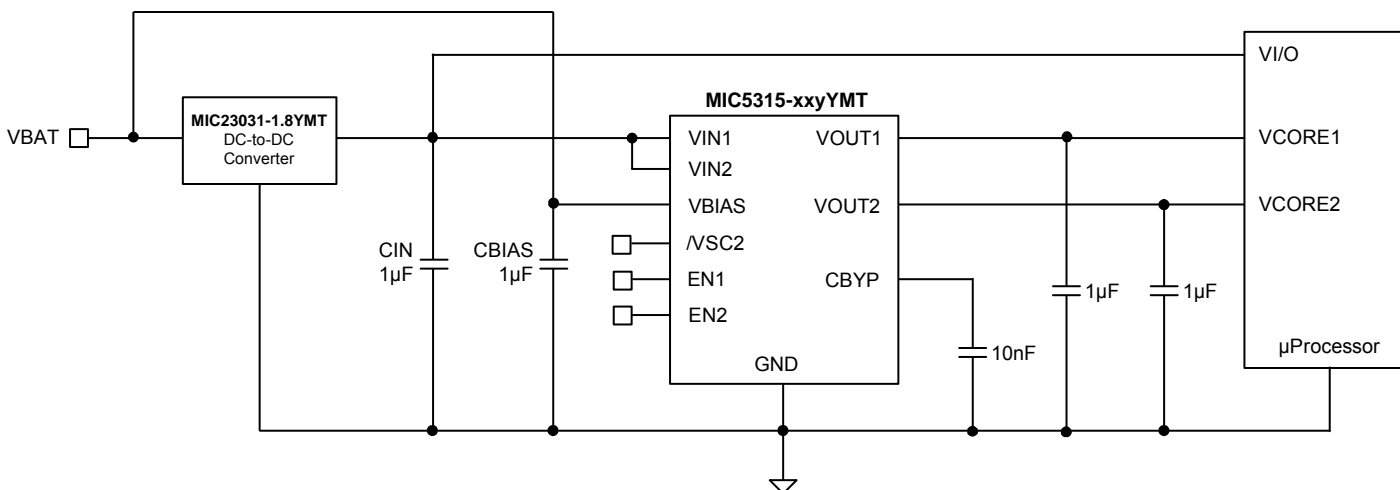 VBAT
MIC23031-1.8YMT
DC-to-DC
Converter
CIN
1µF
CBIAS
1µF
MIC5315-xxyYMT
VIN1
VIN2
VBIAS
/VSC2
EN1
EN2
VOUT1
VOUT2
CBYP
GND
10nF
1µF
1µF
VI/O
VCORE1
VCORE2
µProcessor